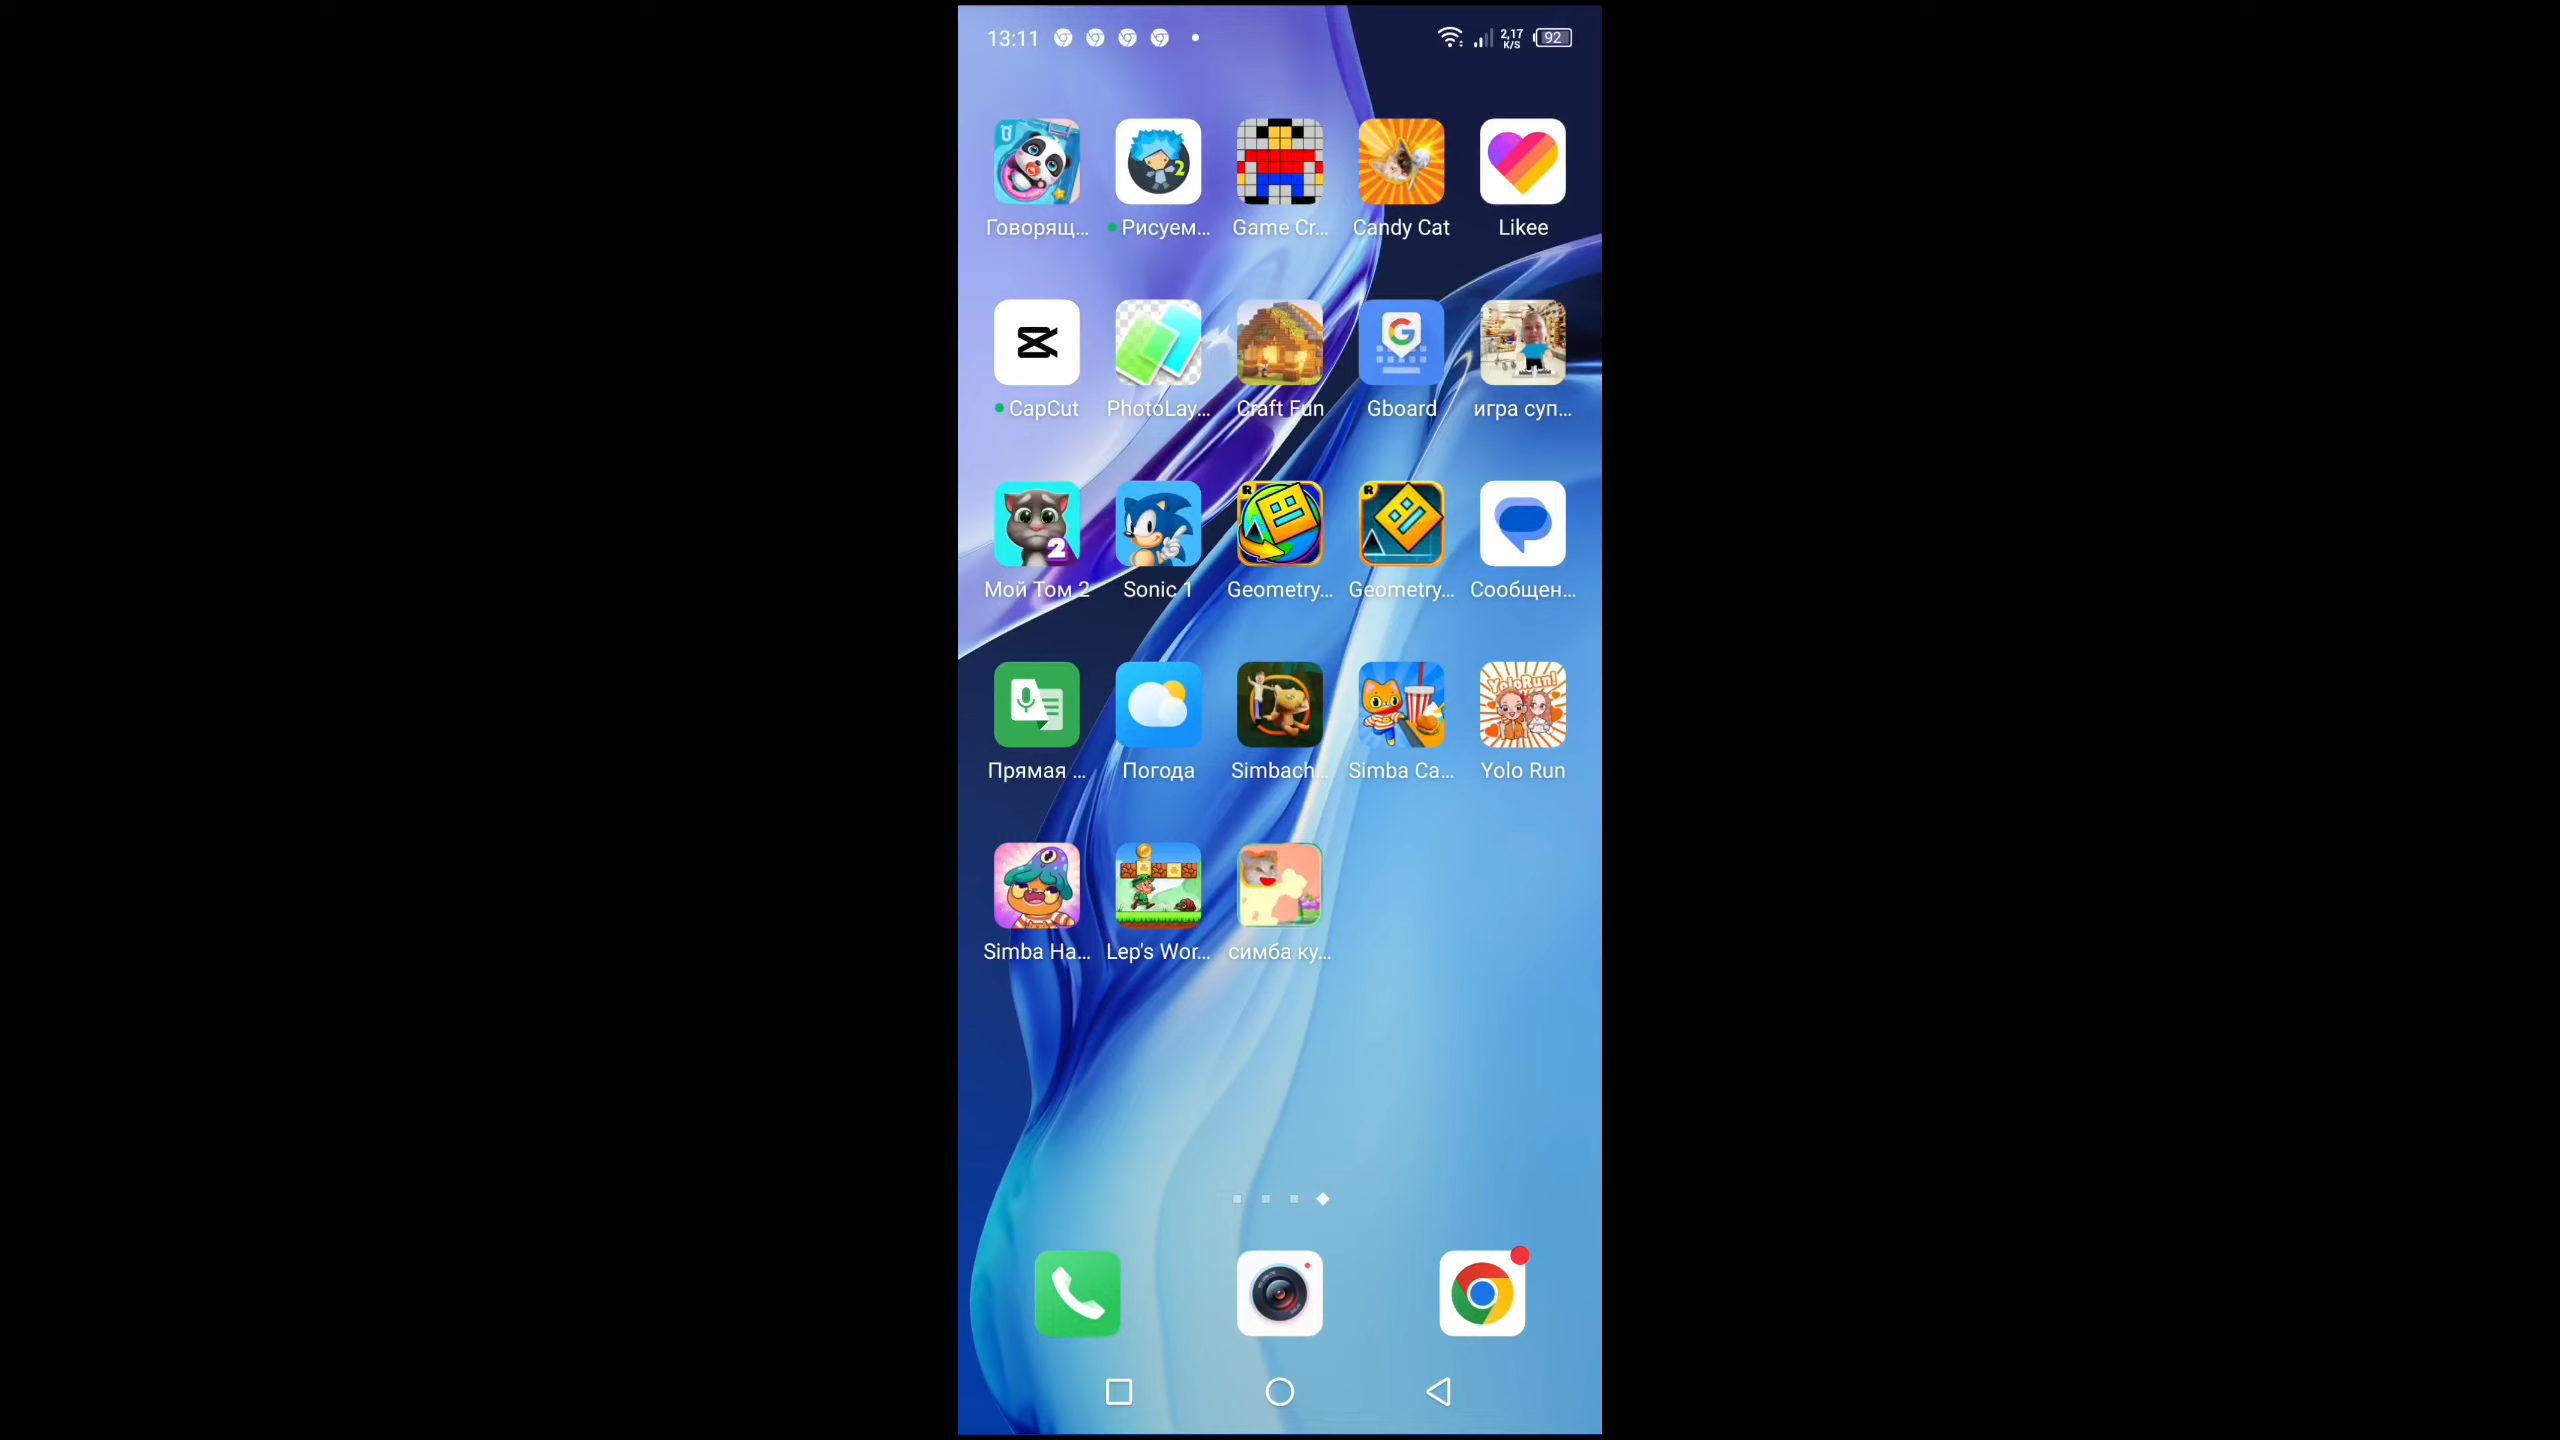 13:11 2,17 K/S 92
Говорящ... Рисуем... Game Cr... Candy Cat Likee
CapCut PhotoLay... Craft Fun Gboard игра суп...
Мой Том 2 Sonic 1 Geometry... Geometry... Сообщен...
Прямая ... Погода Simbach... Simba Ca... Yolo Run
Simba Ha... Lep's Wor... симба ку...